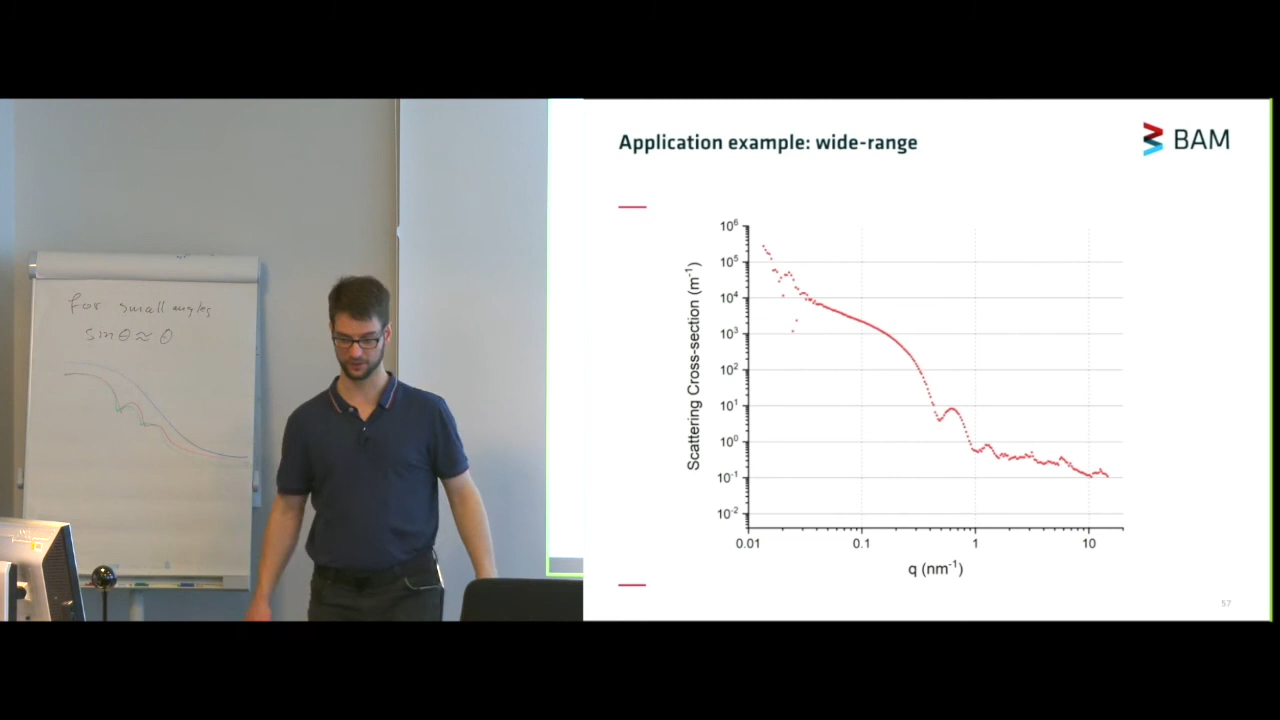 For small angles
sin θ ≈ θ
Application example: wide-range
BAM
Scattering Cross-section (m⁻¹)
10⁶
10⁵
10⁴
10³
10²
10¹
10⁰
10⁻¹
10⁻²
0.01
0.1
1
10
q (nm⁻¹)
57